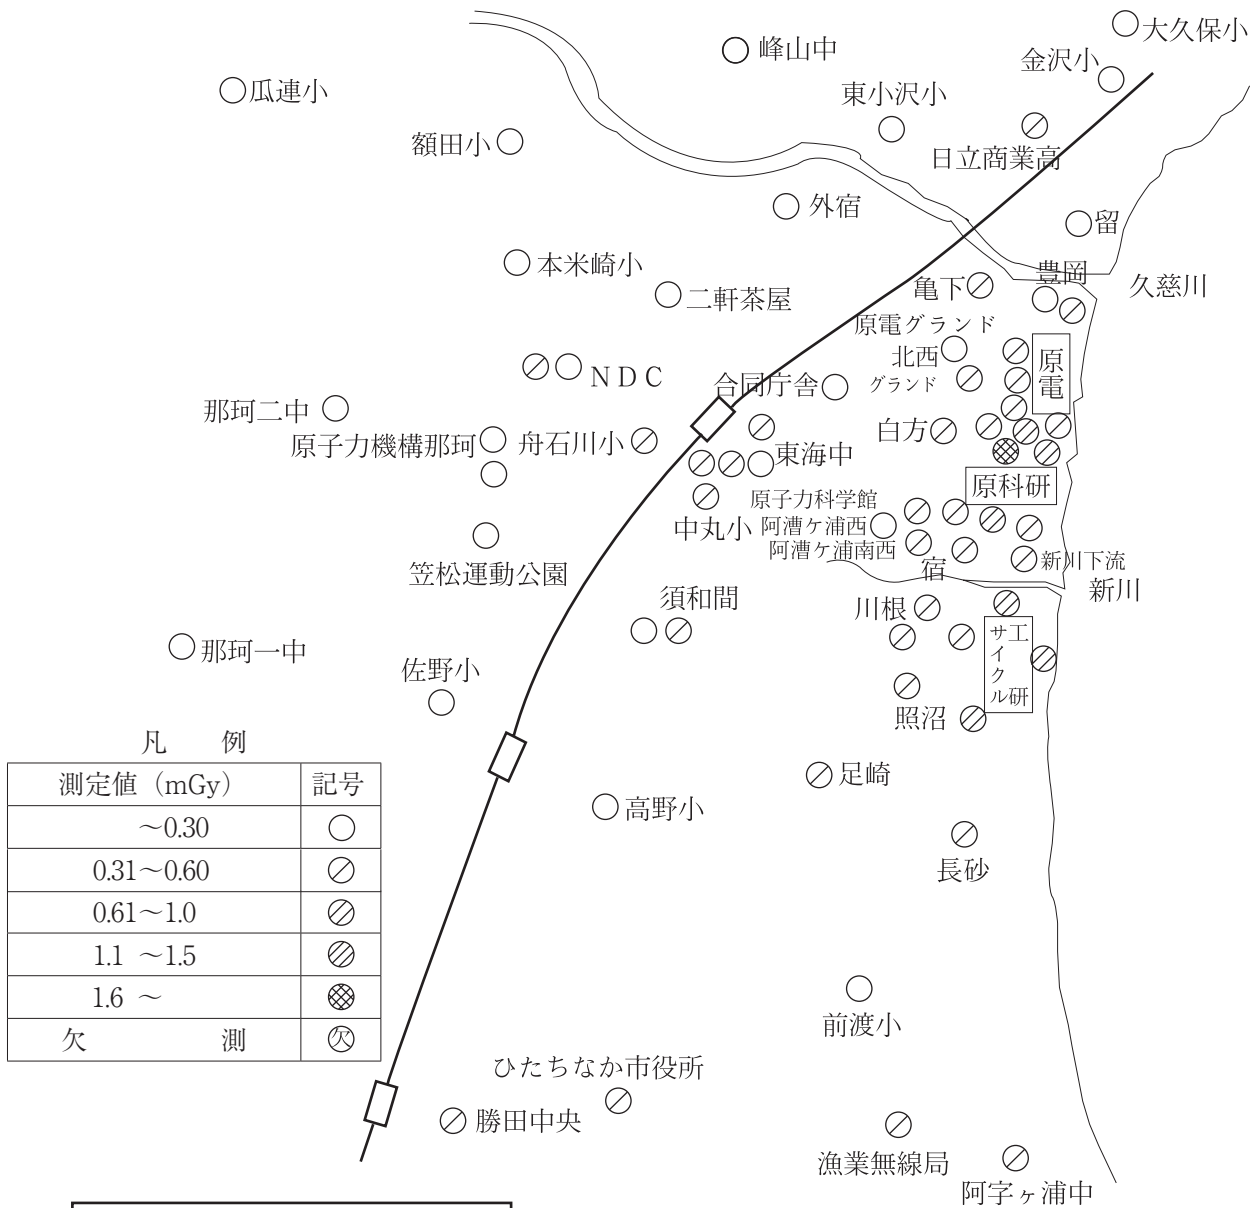 大久保小
峰山中
金沢小
瓜連小
東小沢小
額田小
日立商業高
外宿
留
本米崎小
豊岡
久慈川
亀下
二軒茶屋
原電グランド
北西
原電
グランド
NDC
合同庁舎
那珂二中
白方
原子力機構那珂
舟石川小
東海中
原科研
原子力科学館
中丸小
阿漕ケ浦西
阿漕ケ浦南西
新川下流
宿
笠松運動公園
新川
須和間
川根
サイクル工研
那珂一中
佐野小
照沼
凡 例
測定値(mGy) 記号
~0.30
0.31~0.60
0.61~1.0
1.1 ~1.5
1.6 ~
欠 測 欠
足崎
高野小
長砂
前渡小
ひたちなか市役所
勝田中央
漁業無線局
阿字ヶ浦中